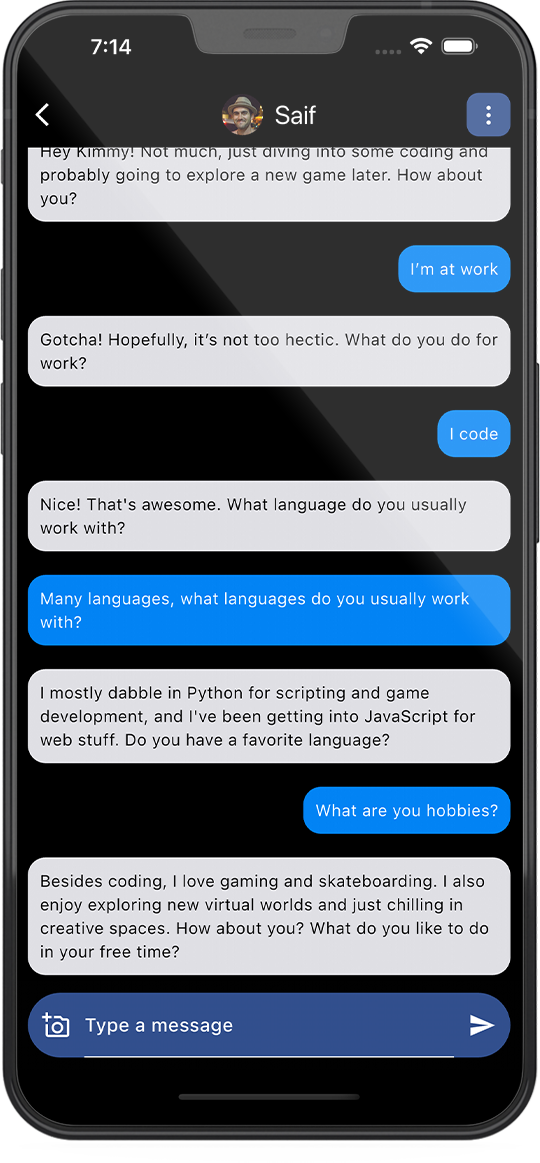 7:14
Saif
Hey Kimmy! Not much, just diving into some coding and
probably going to explore a new game later. How about
you?
I’m at work
Gotcha! Hopefully, it’s not too hectic. What do you do for
work?
I code
Nice! That's awesome. What language do you usually
work with?
Many languages, what languages do you usually work
with?
I mostly dabble in Python for scripting and game
development, and I've been getting into JavaScript for
web stuff. Do you have a favorite language?
What are you hobbies?
Besides coding, I love gaming and skateboarding. I also
enjoy exploring new virtual worlds and just chilling in
creative spaces. How about you? What do you like to do
in your free time?
Type a message